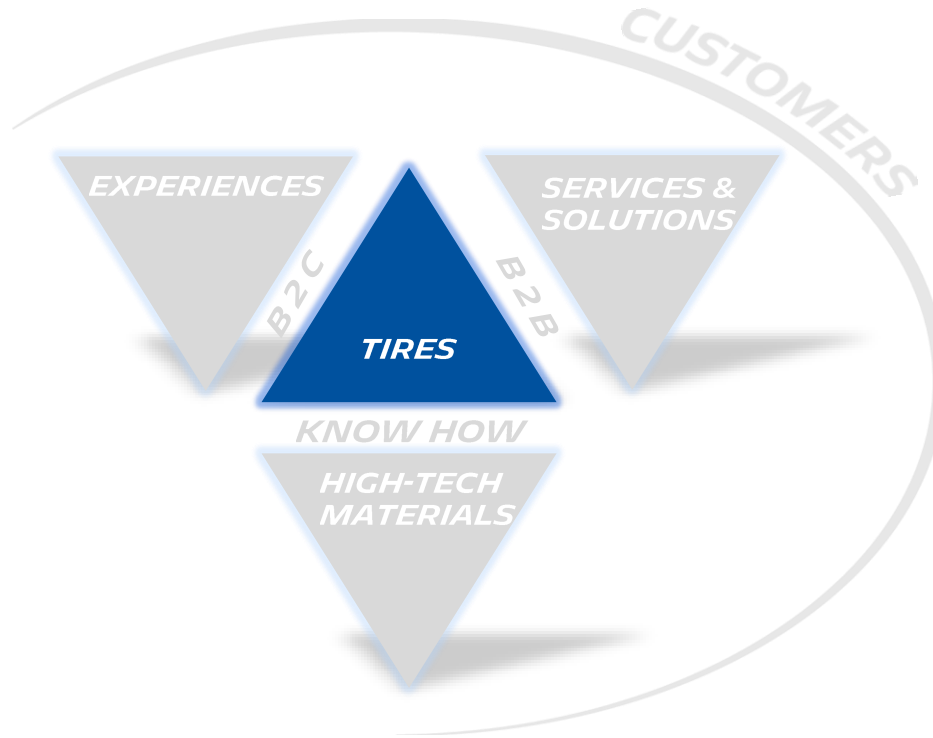 CUSTOMERS
EXPERIENCES
SERVICES &
SOLUTIONS
B2C
B2B
TIRES
KNOW HOW
HIGH-TECH
MATERIALS